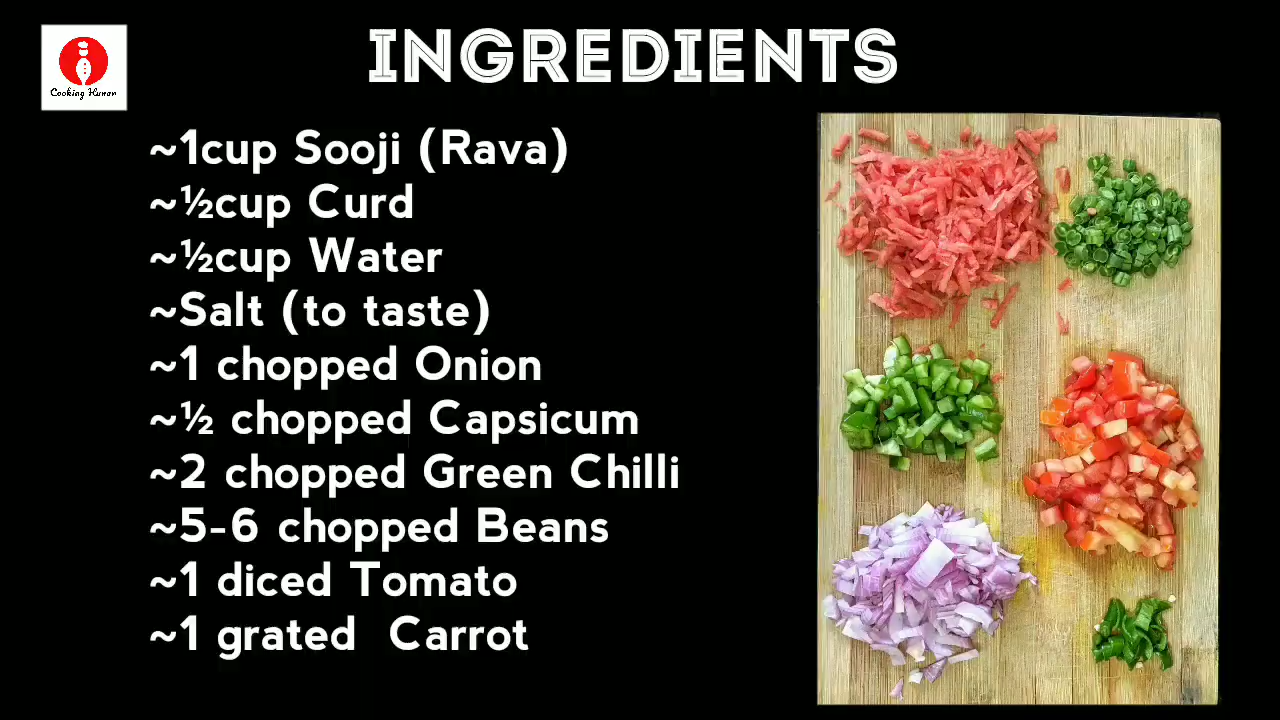 INGREDIENTS
Cooking Hunar
~1cup Sooji (Rava)
~½cup Curd
~½cup Water
~Salt (to taste)
~1 chopped Onion
~½ chopped Capsicum
~2 chopped Green Chilli
~5-6 chopped Beans
~1 diced Tomato
~1 grated Carrot